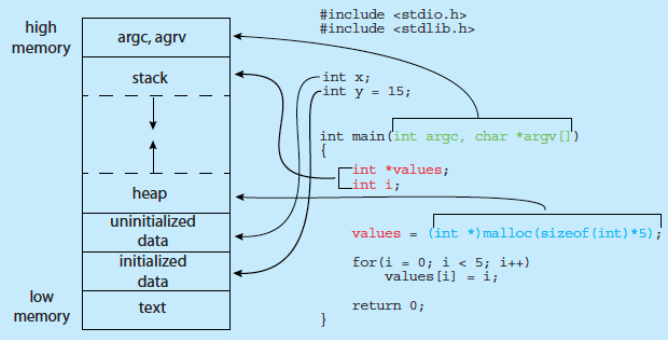 high
memory
argc, agrv
stack
heap
uninitialized
data
initialized
data
low
memory
text
#include <stdio.h>
#include <stdlib.h>
int x;
int y = 15;
int main(int argc, char *argv[])
{
int *values;
int i;
values = (int *)malloc(sizeof(int)*5);
for(i = 0; i < 5; i++)
values[i] = i;
return 0;
}